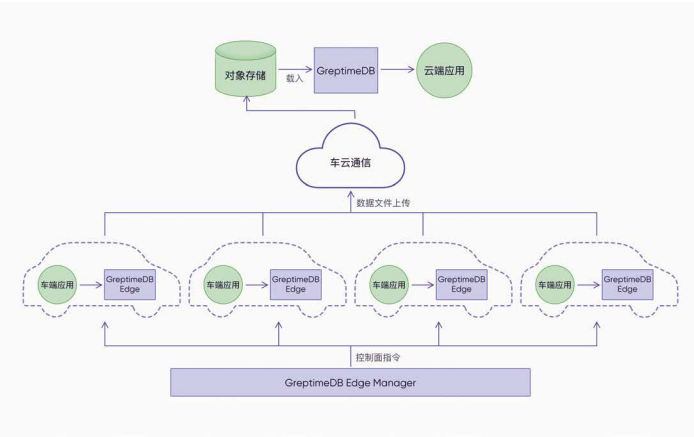 对象存储
载入
GreptimeDB
云端应用
车云通信
数据文件上传
车端应用
GreptimeDB
Edge
车端应用
GreptimeDB
Edge
车端应用
GreptimeDB
Edge
车端应用
GreptimeDB
Edge
控制面指令
GreptimeDB Edge Manager